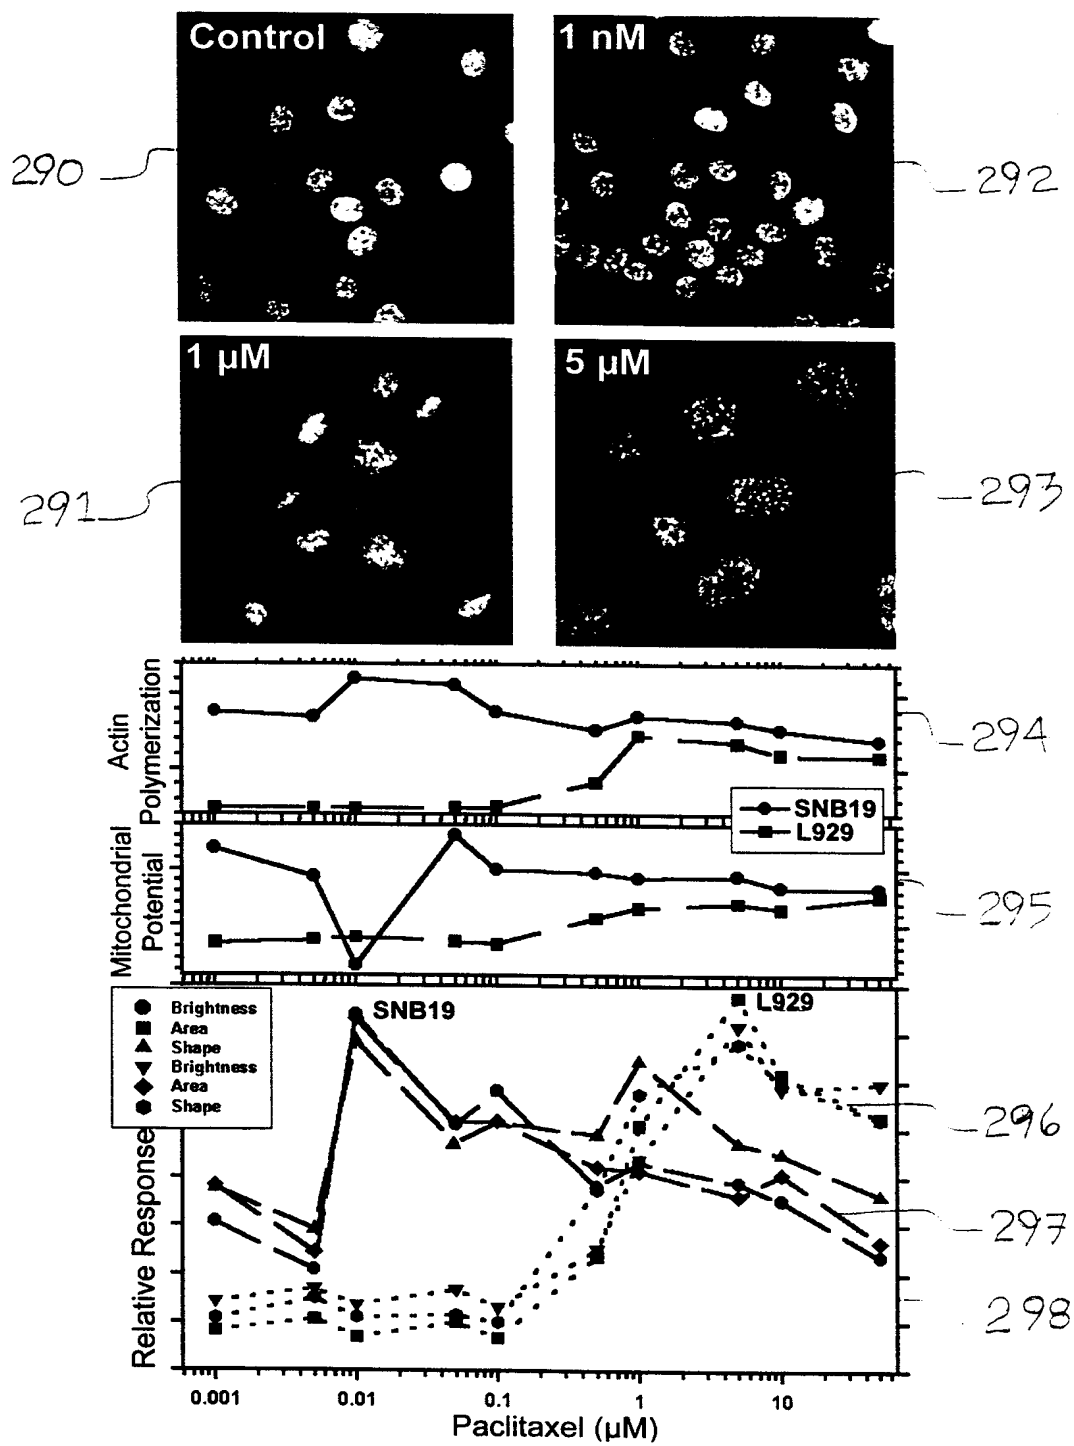 Control
1 nM
290
292
1 µM
5 µM
291
293
Actin
Polymerization
294
SNB19
L929
Mitochondrial
Potential
295
Brightness
Area
Shape
Brightness
Area
Shape
SNB19
L929
Relative Response
296
297
298
0.001
0.01
0.1
1
10
Paclitaxel (µM)